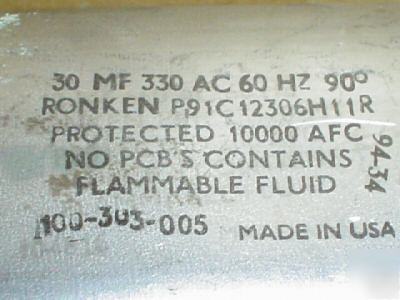 30 MF 330 AC 60 HZ 90°
RONKEN P91C12306H11R
PROTECTED 10000 AFC
NO PCB'S CONTAINS
FLAMMABLE FLUID
9434
100-303-005 MADE IN USA